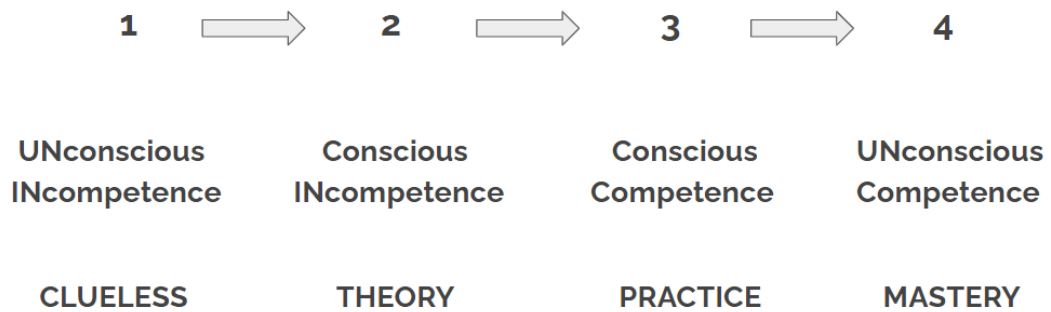 1 2 3 4
UNconscious Conscious Conscious UNconscious
INcompetence INcompetence Competence Competence
CLUELESS THEORY PRACTICE MASTERY